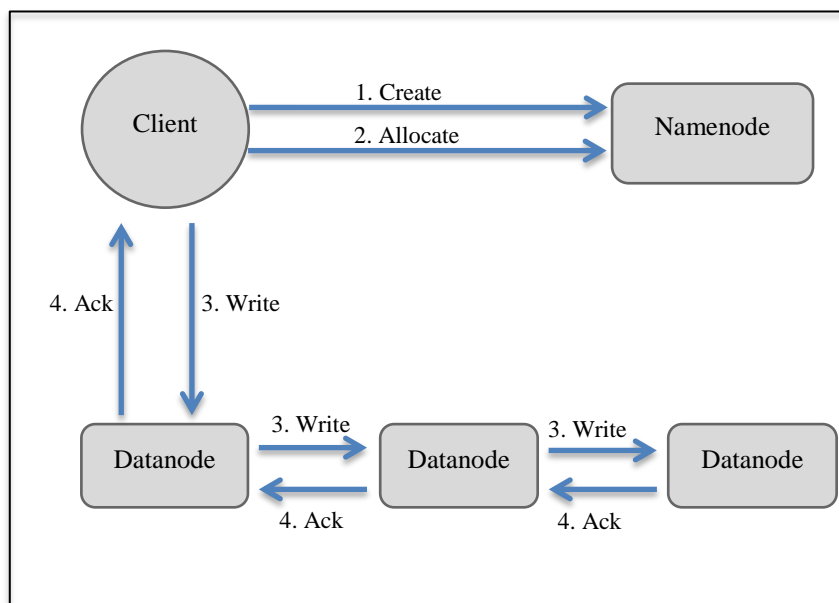 1. Create
Client
Namenode
2. Allocate
4. Ack
3. Write
3. Write
3. Write
Datanode
Datanode
Datanode
4. Ack
4. Ack